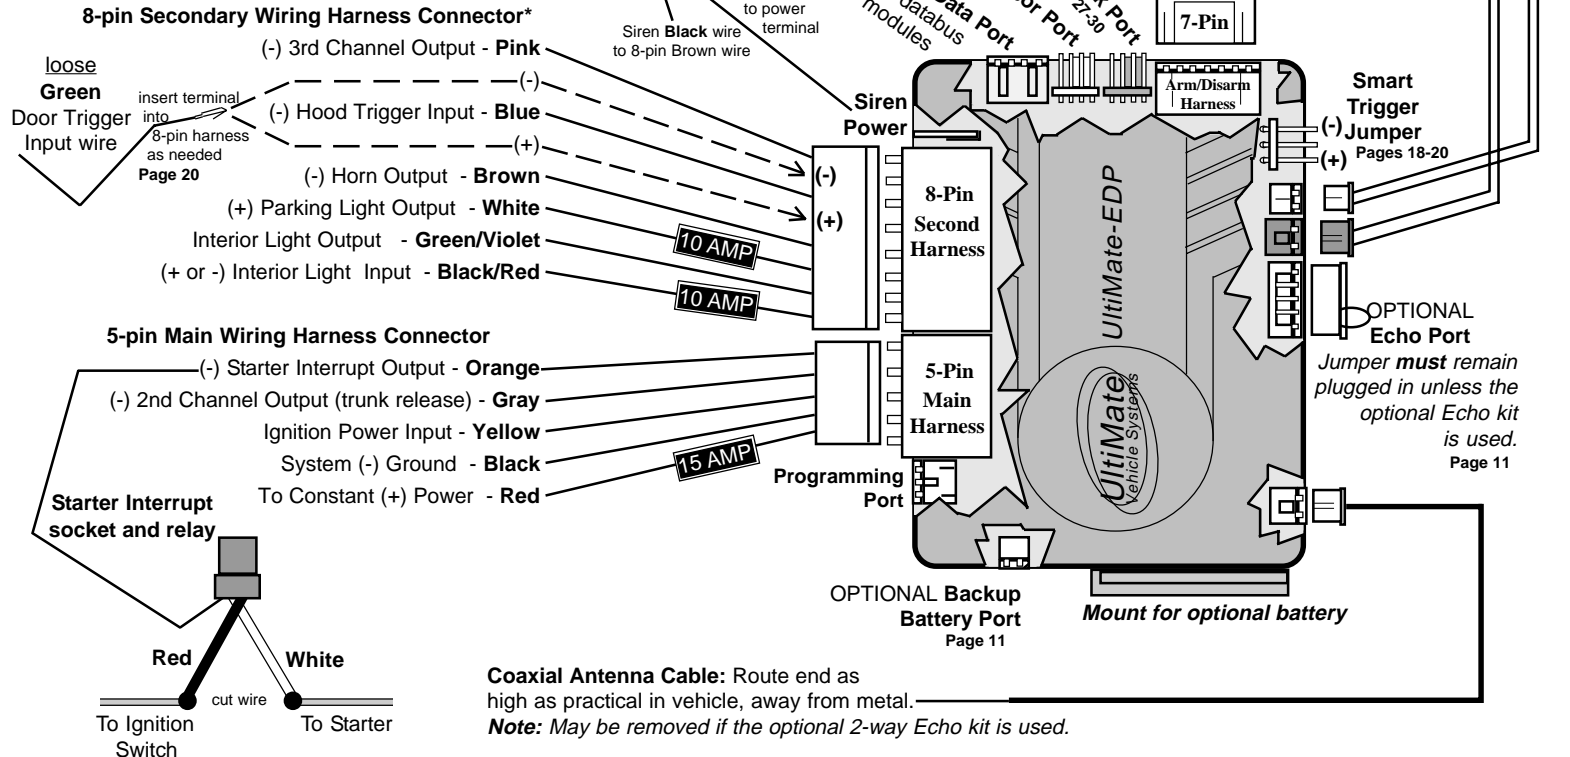 8-pin Secondary Wiring Harness Connector*
(-) 3rd Channel Output - Pink
(-)
(-) Hood Trigger Input - Blue
(+)
(-) Horn Output - Brown
(+) Parking Light Output - White
Interior Light Output - Green/Violet
(+ or -) Interior Light Input - Black/Red
loose
Green
Door Trigger
Input wire
insert terminal
into
8-pin harness
as needed
Page 20
10 AMP
10 AMP
(-)
(+)
Siren Black wire
to 8-pin Brown wire
to power
terminal
Siren
Power
databus
modules
Data Port
or Port
k Port
27-30
7-Pin
Arm/Disarm
Harness
Smart
Trigger
Jumper
Pages 18-20
(-)
(+)
8-Pin
Second
Harness
UltiMate-EDP
OPTIONAL
Echo Port
Jumper must remain
plugged in unless the
optional Echo kit
is used.
Page 11
5-pin Main Wiring Harness Connector
(-) Starter Interrupt Output - Orange
(-) 2nd Channel Output (trunk release) - Gray
Ignition Power Input - Yellow
System (-) Ground - Black
To Constant (+) Power - Red
15 AMP
5-Pin
Main
Harness
UltiMate
Vehicle Systems
Programming
Port
Starter Interrupt
socket and relay
Red
White
cut wire
To Ignition
Switch
To Starter
OPTIONAL Backup
Battery Port
Page 11
Mount for optional battery
Coaxial Antenna Cable: Route end as
high as practical in vehicle, away from metal.
Note: May be removed if the optional 2-way Echo kit is used.